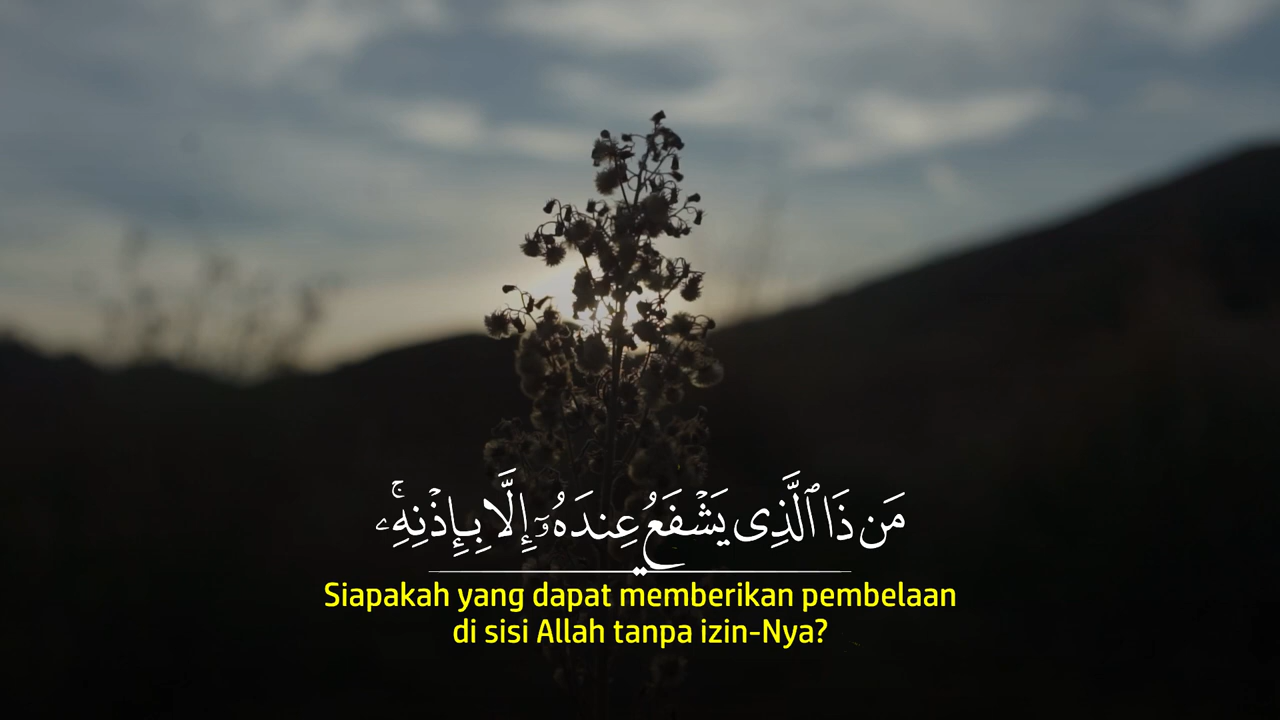 مَن ذَا ٱلَّذِى يَشْفَعُ عِندَهُۥٓ إِلَّا بِإِذْنِهِۦۚ
Siapakah yang dapat memberikan pembelaan
di sisi Allah tanpa izin-Nya?